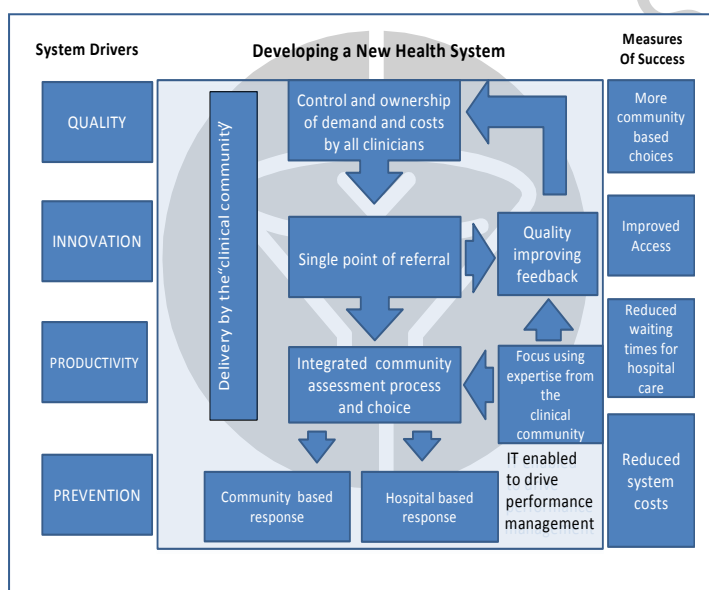 System Drivers
Developing a New Health System
Measures
Of Success
QUALITY
INNOVATION
PRODUCTIVITY
PREVENTION
Delivery by the“clinical community”
Control and ownership
of demand and costs
by all clinicians
Single point of referral
Quality
improving
feedback
Integrated community
assessment process
and choice
Focus using
expertise from
the
clinical
community
Community based
response
Hospital based
response
IT enabled
to drive
performance
management
More
community
based
choices
Improved
Access
Reduced
waiting
times for
hospital
care
Reduced
system
costs